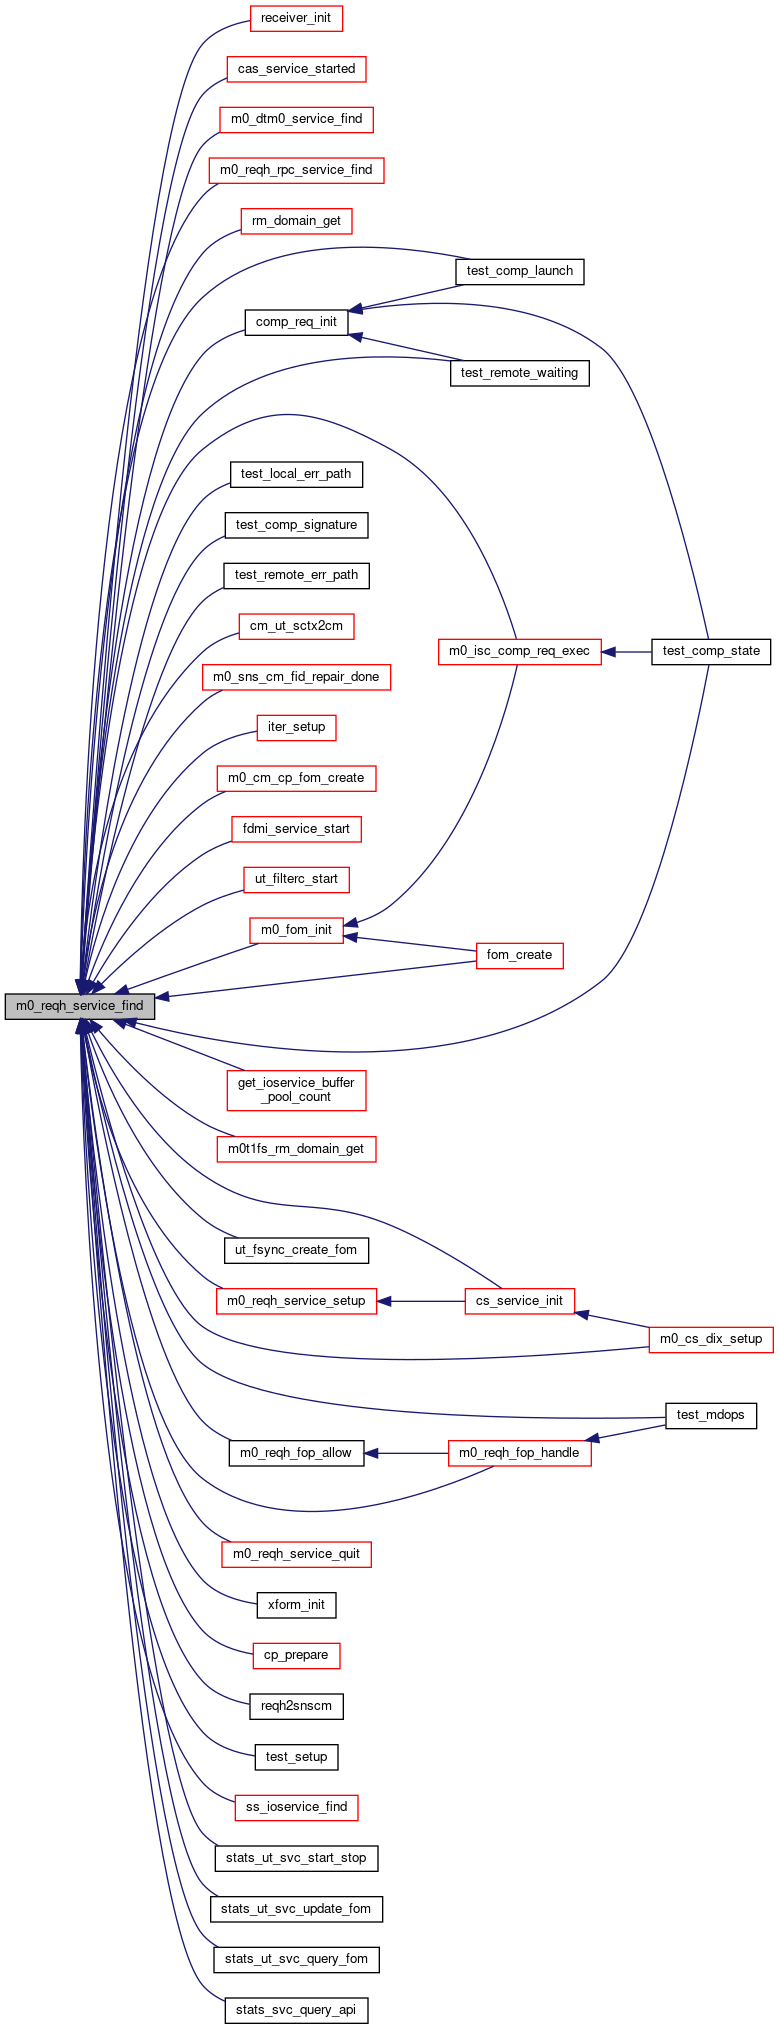 receiver_init
cas_service_started
m0_dtm0_service_find
m0_reqh_rpc_service_find
rm_domain_get
test_comp_launch
comp_req_init
test_remote_waiting
test_local_err_path
test_comp_signature
test_remote_err_path
cm_ut_sctx2cm
m0_isc_comp_req_exec
test_comp_state
m0_sns_cm_fid_repair_done
iter_setup
m0_cm_cp_fom_create
fdmi_service_start
ut_filterc_start
m0_fom_init
fom_create
m0_reqh_service_find
get_ioservice_buffer
_pool_count
m0t1fs_rm_domain_get
ut_fsync_create_fom
m0_reqh_service_setup
cs_service_init
m0_cs_dix_setup
test_mdops
m0_reqh_fop_allow
m0_reqh_fop_handle
m0_reqh_service_quit
xform_init
cp_prepare
reqh2snscm
test_setup
ss_ioservice_find
stats_ut_svc_start_stop
stats_ut_svc_update_fom
stats_ut_svc_query_fom
stats_svc_query_api